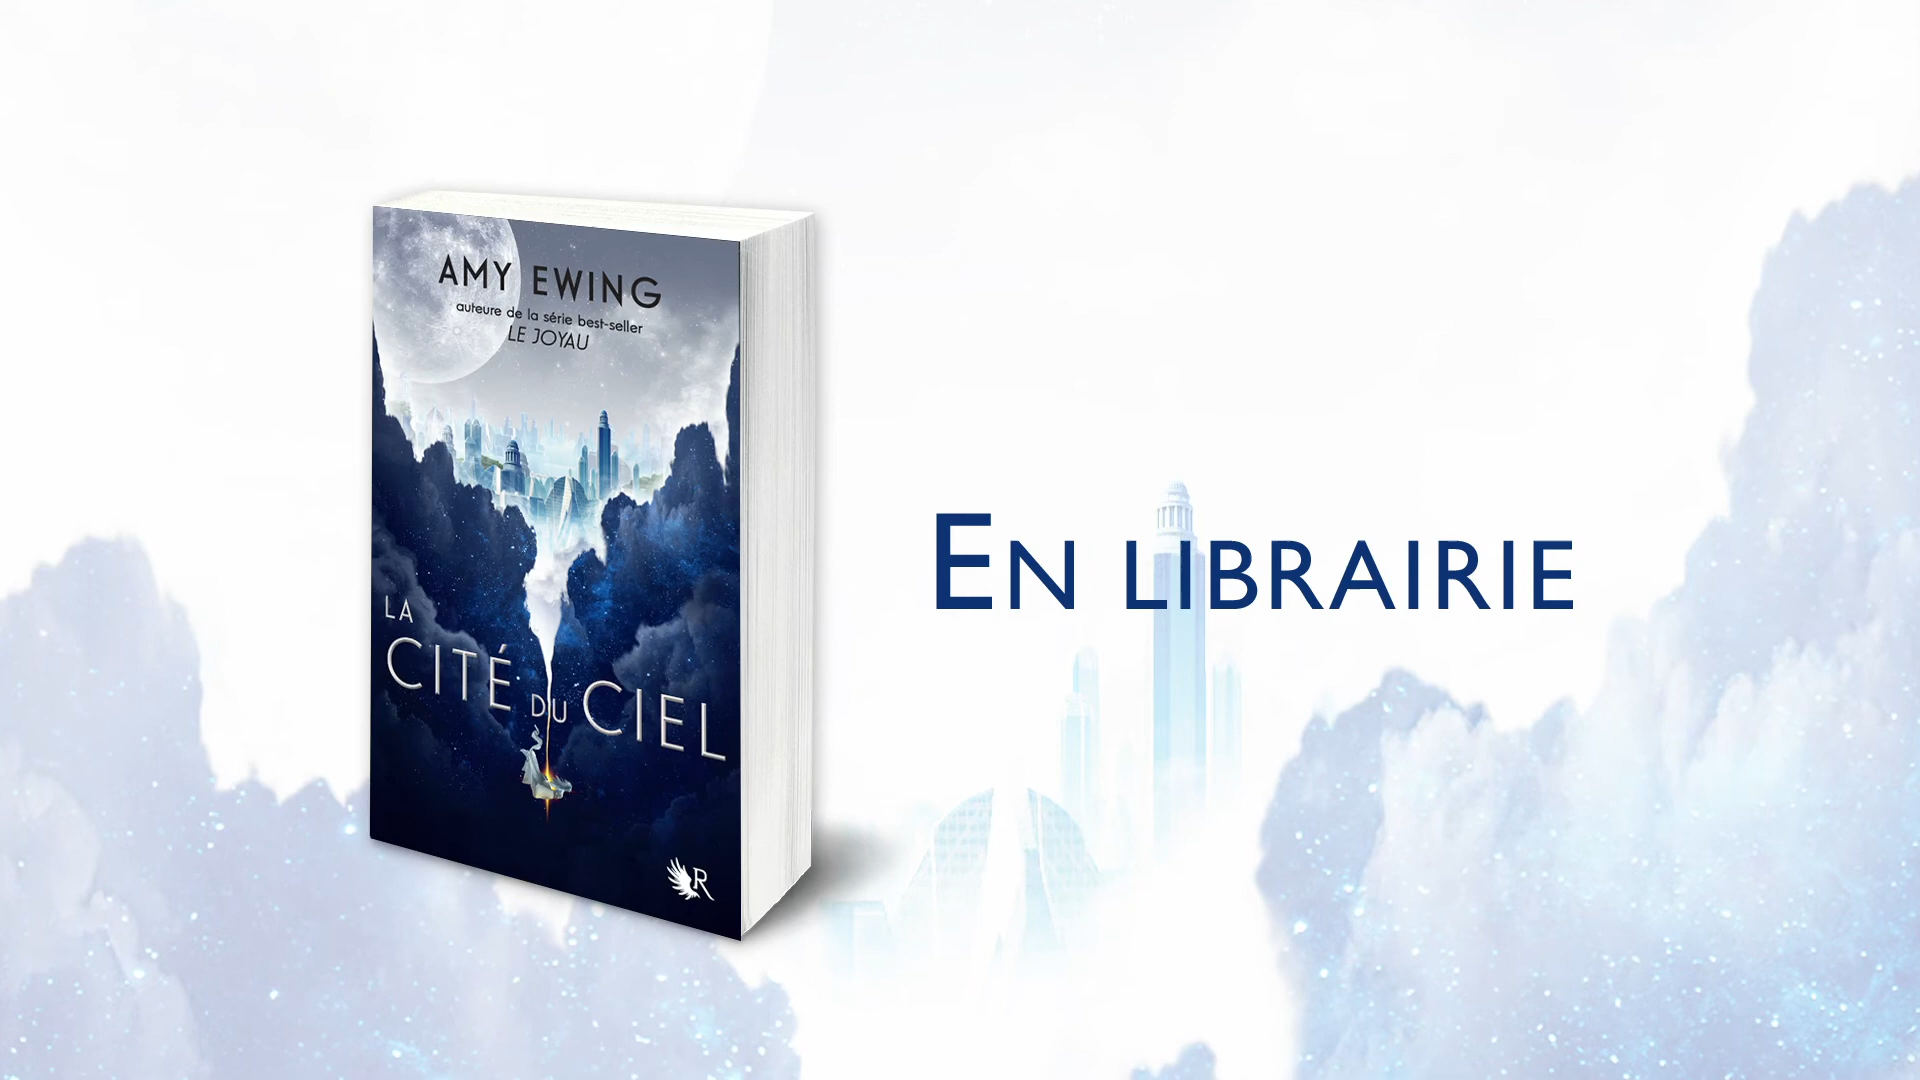 AMY EWING
auteure de la série best-seller
LE JOYAU
LA
CITÉ DU CIEL
R
EN LIBRAIRIE